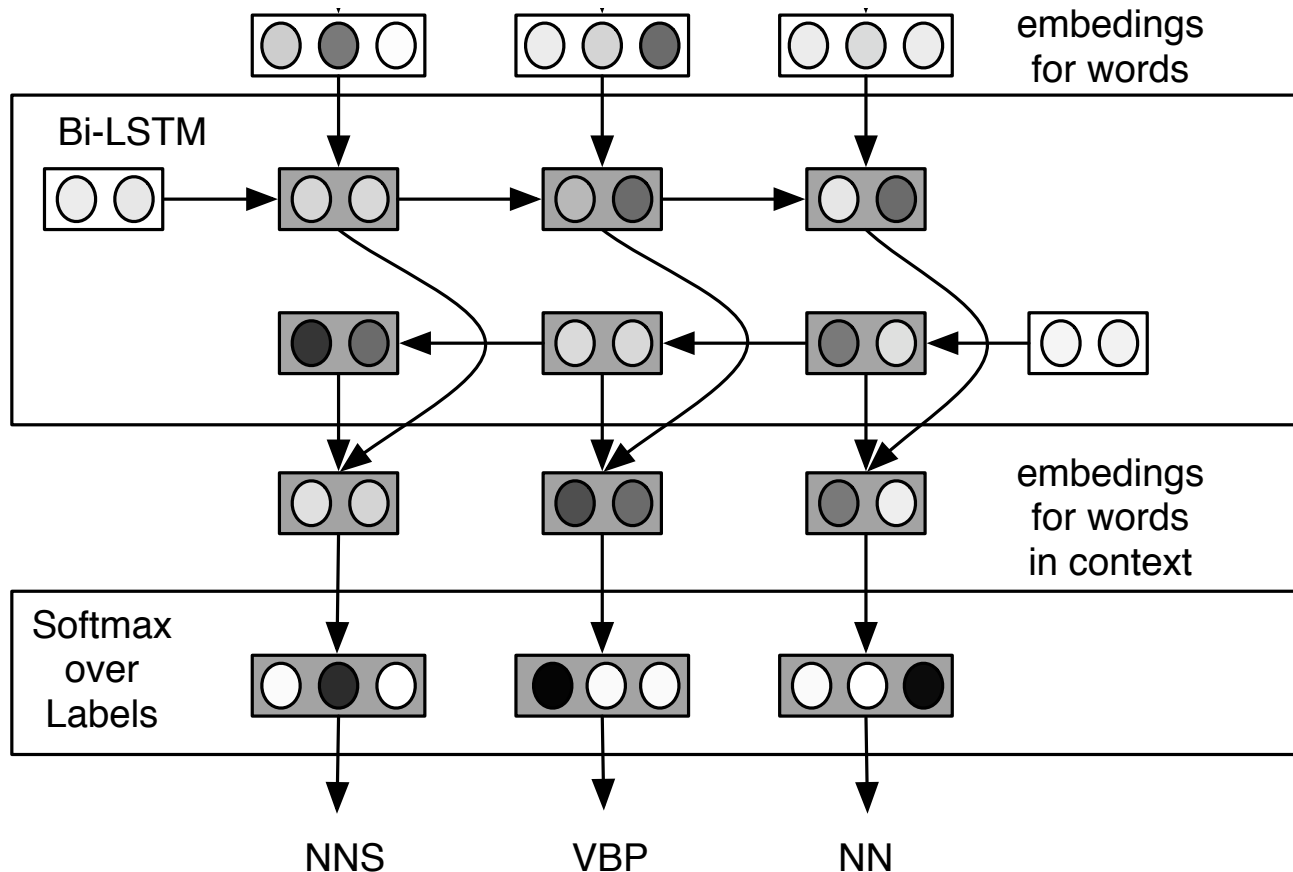 embedings
for words
Bi-LSTM
embedings
for words
in context
Softmax
over
Labels
NNS
VBP
NN